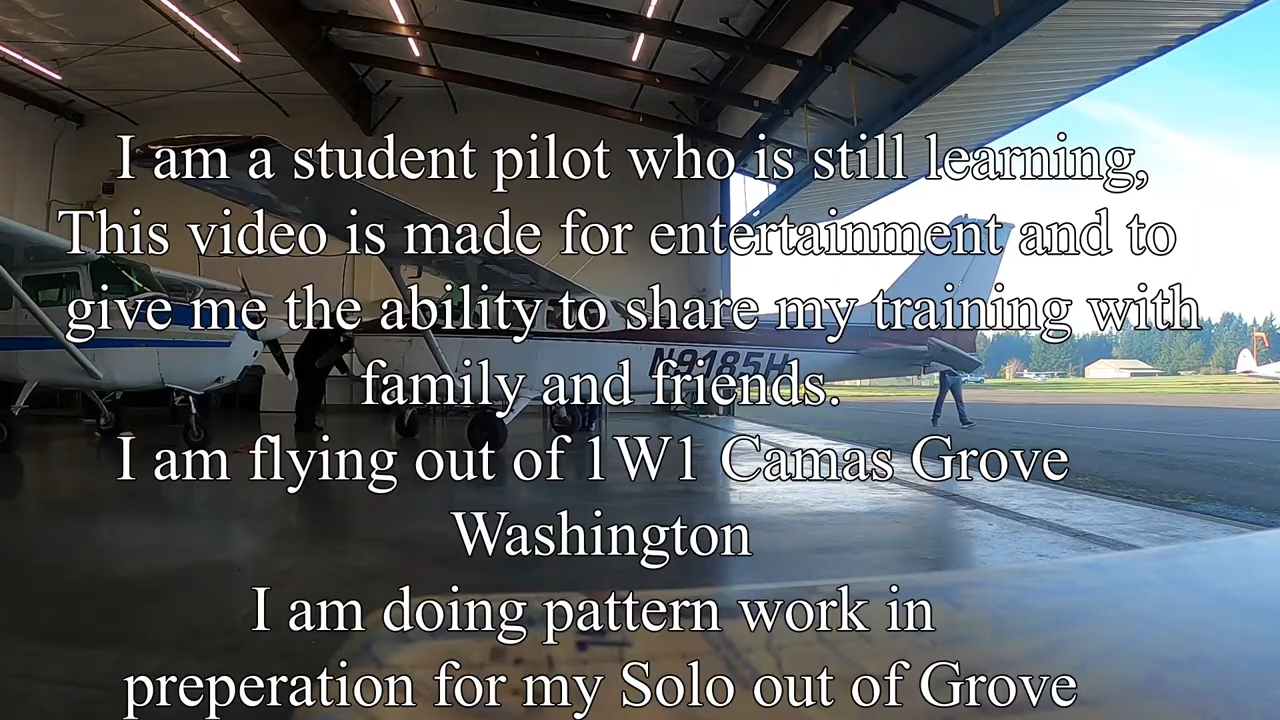 I am a student pilot who is still learning,
This video is made for entertainment and to
give me the ability to share my training with
N9185H
family and friends.
I am flying out of 1W1 Camas Grove
Washington
I am doing pattern work in
preperation for my Solo out of Grove